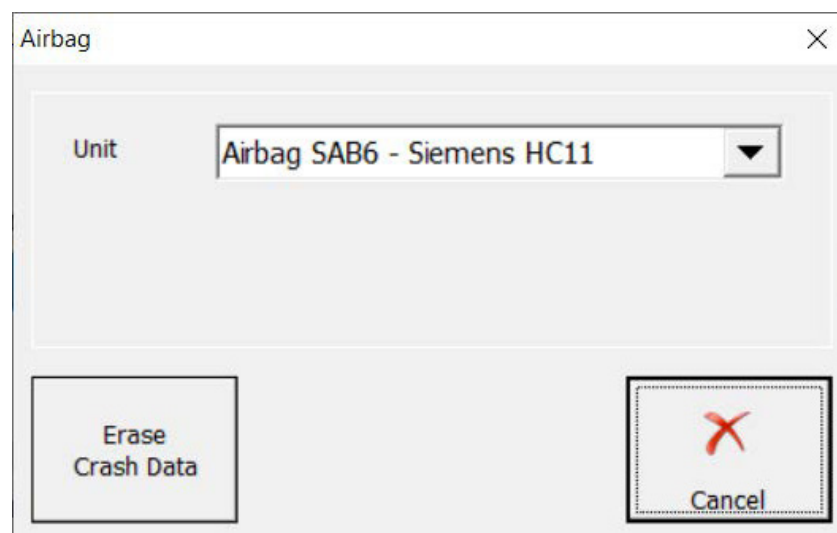 Airbag
Unit
Airbag SAB6 - Siemens HC11
Erase
Crash Data
Cancel